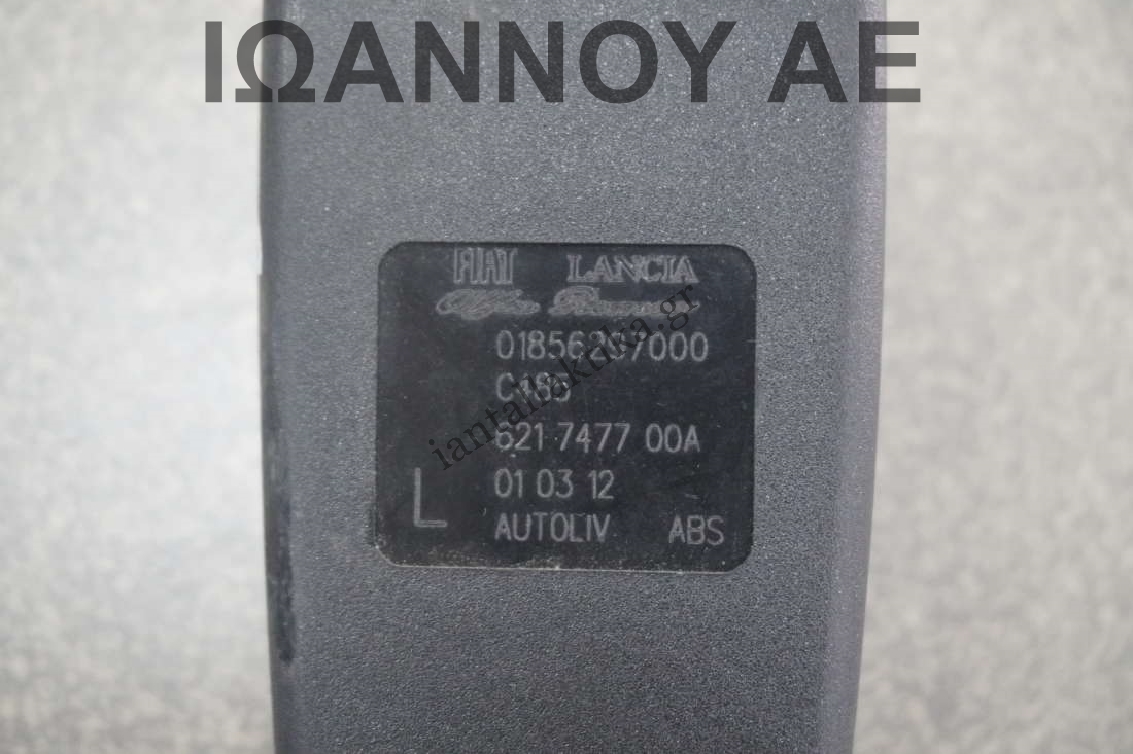 ΙΩΑΝΝΟΥ ΑΕ
FIAT LANCIA
Alfa Romeo
iantallaktika.gr
621 7477 00A
01 03 12
L AUTOLIV ABS